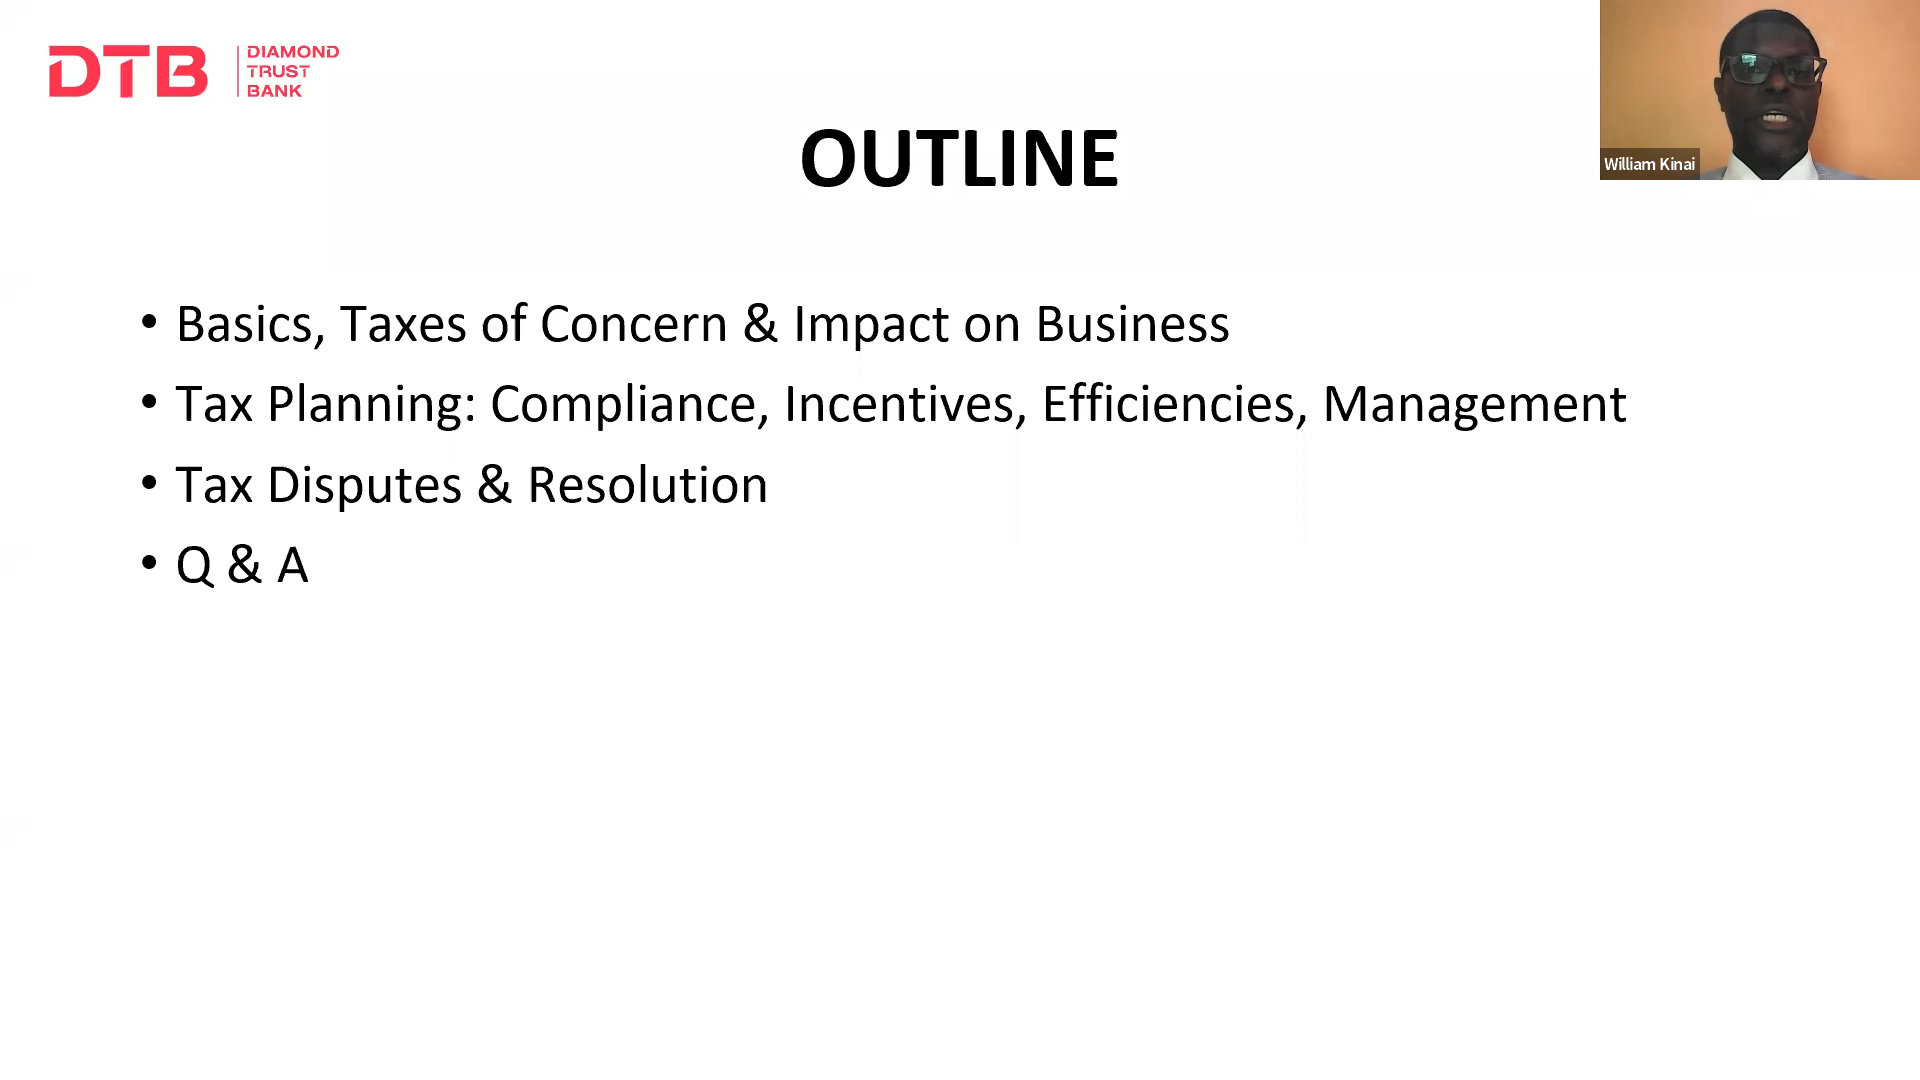 DTB
DIAMOND
TRUST
BANK
William Kinai
OUTLINE
• Basics, Taxes of Concern & Impact on Business
• Tax Planning: Compliance, Incentives, Efficiencies, Management
• Tax Disputes & Resolution
• Q & A